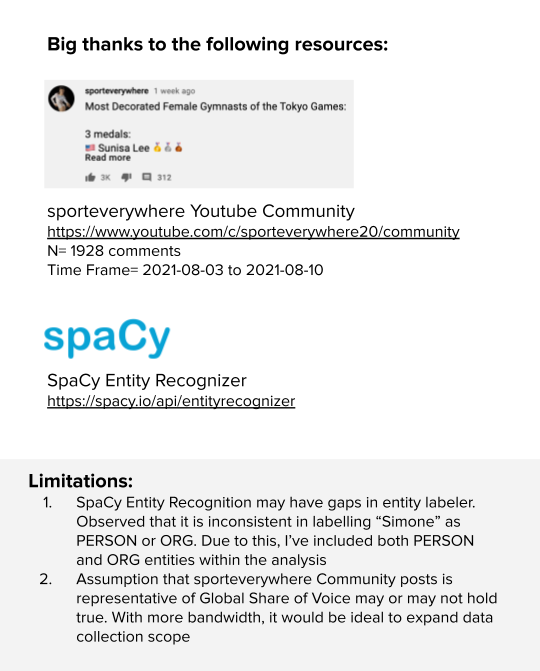 Big thanks to the following resources:
sporteverywhere 1 week ago
Most Decorated Female Gymnasts of the Tokyo Games:
3 medals:
🇺🇸 Sunisa Lee 🥇🥈🥉
Read more
3K 312
sporteverywhere Youtube Community
https://www.youtube.com/c/sporteverywhere20/community
N= 1928 comments
Time Frame= 2021-08-03 to 2021-08-10
spaCy
SpaCy Entity Recognizer
https://spacy.io/api/entityrecognizer
Limitations:
1. SpaCy Entity Recognition may have gaps in entity labeler.
Observed that it is inconsistent in labelling “Simone” as
PERSON or ORG. Due to this, I’ve included both PERSON
and ORG entities within the analysis
2. Assumption that sporteverywhere Community posts is
representative of Global Share of Voice may or may not hold
true. With more bandwidth, it would be ideal to expand data
collection scope